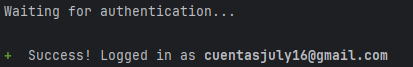 Waiting for authentication...
+ Success! Logged in as cuentasjuly16@gmail.com